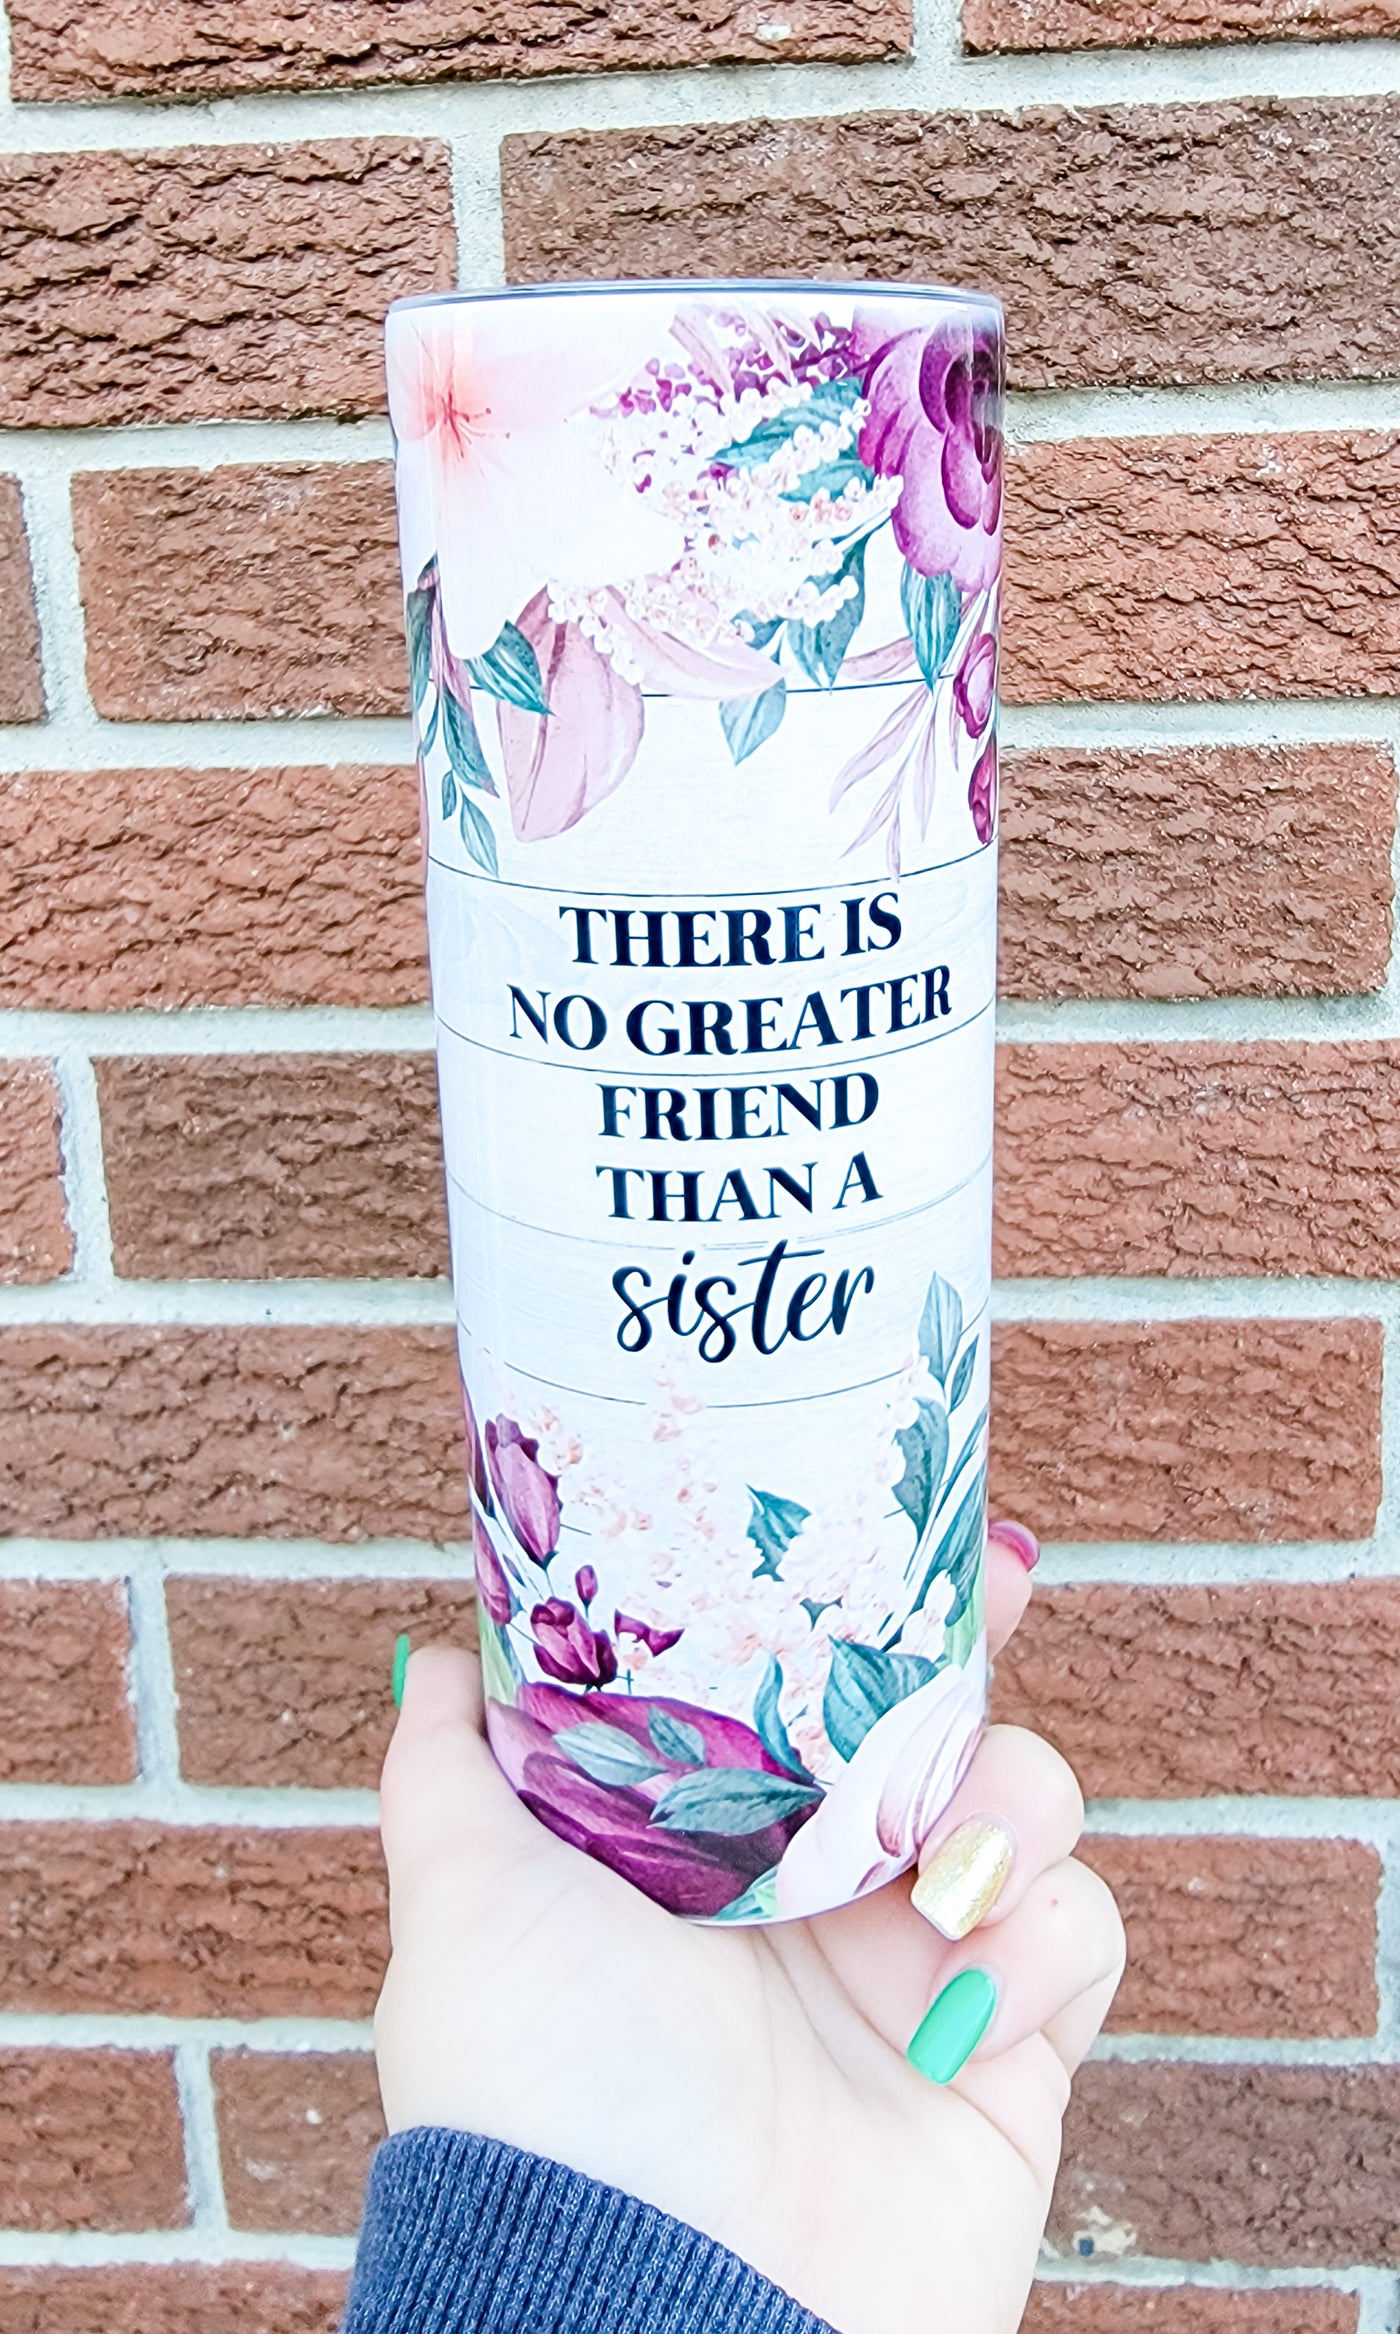 THERE IS
NO GREATER
FRIEND
THAN A
sister